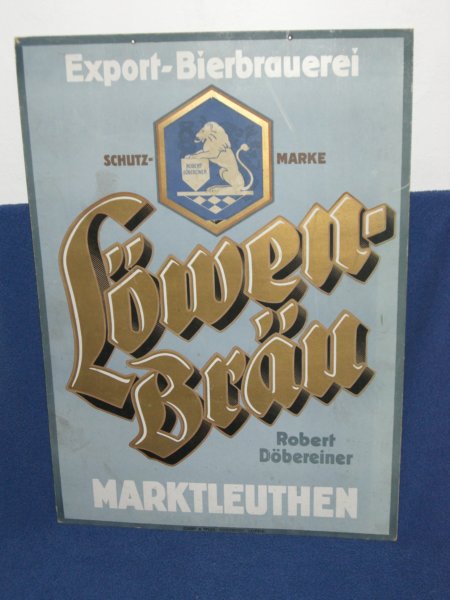 Export-Bierbrauerei
SCHUTZ- MARKE
ROBERT
DÖBEREINER
Löwen-
Bräu
Robert
Döbereiner
MARKTLEUTHEN